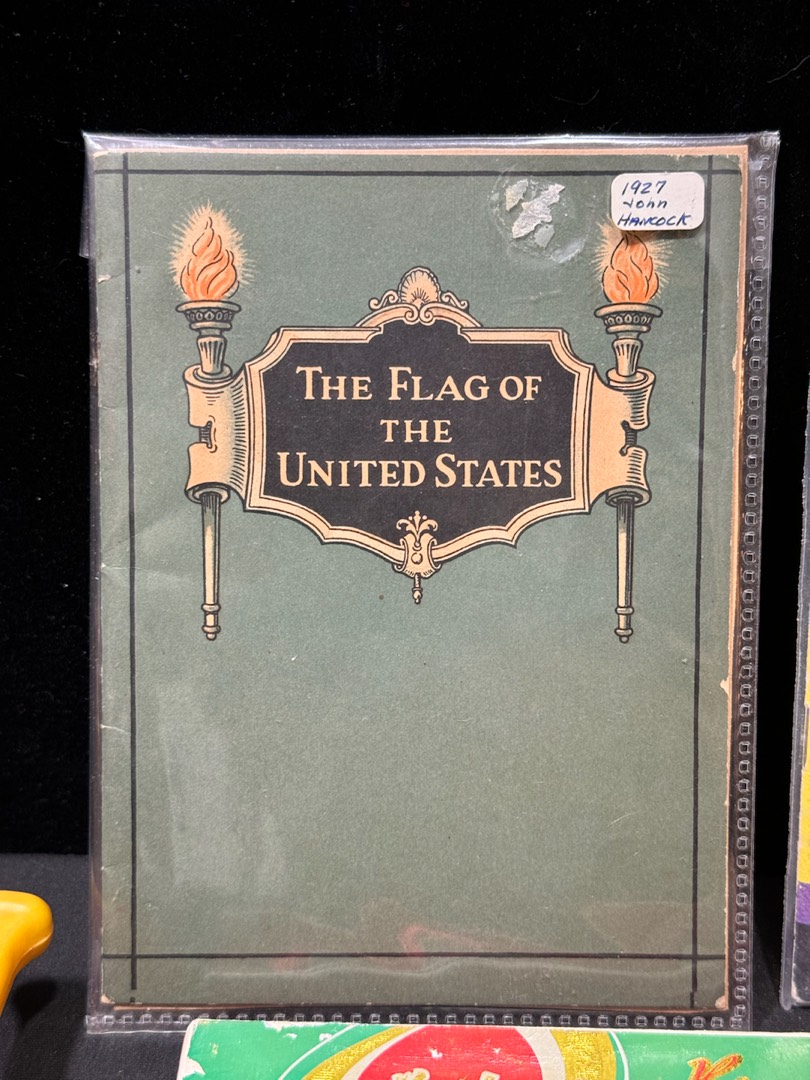 1927
John
HANCOCK
THE FLAG OF
THE
UNITED STATES